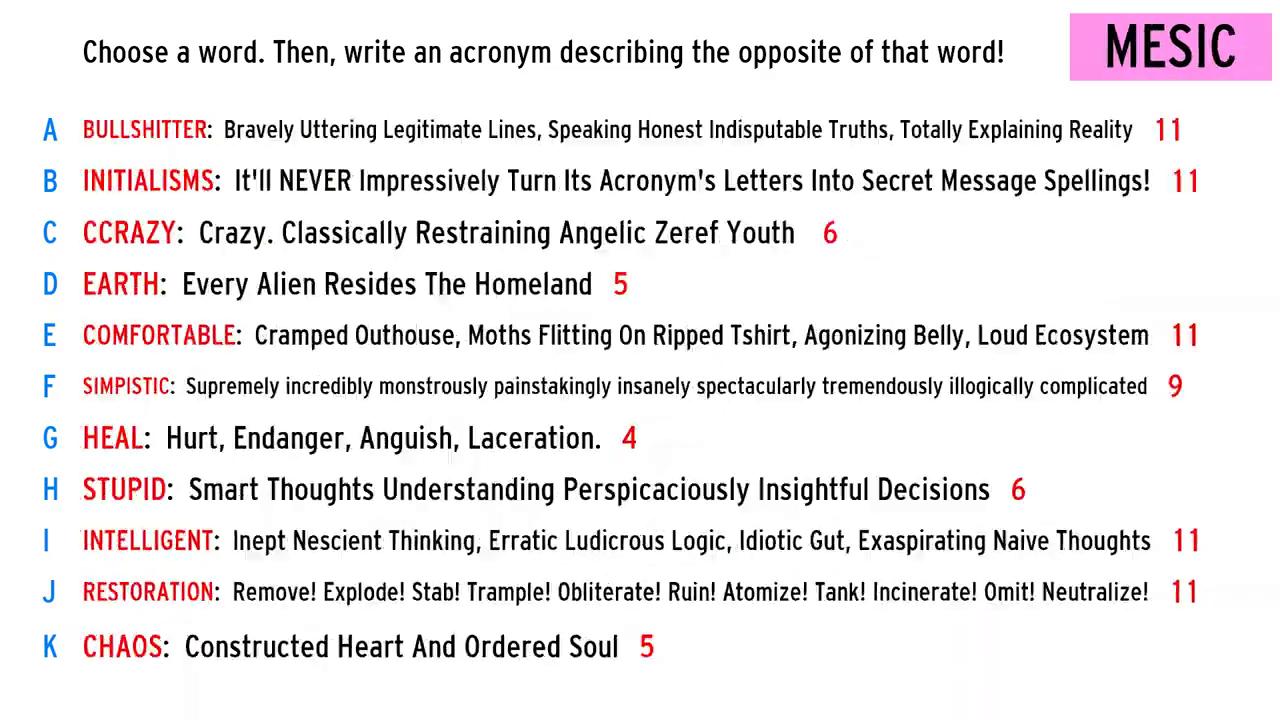 Choose a word. Then, write an acronym describing the opposite of that word!
MESIC
A BULLSHITTER: Bravely Uttering Legitimate Lines, Speaking Honest Indisputable Truths, Totally Explaining Reality 11
B INITIALISMS: It'll NEVER Impressively Turn Its Acronym's Letters Into Secret Message Spellings! 11
C CCRAZY: Crazy. Classically Restraining Angelic Zeref Youth 6
D EARTH: Every Alien Resides The Homeland 5
E COMFORTABLE: Cramped Outhouse, Moths Flitting On Ripped Tshirt, Agonizing Belly, Loud Ecosystem 11
F SIMPISTIC: Supremely incredibly monstrously painstakingly insanely spectacularly tremendously illogically complicated 9
G HEAL: Hurt, Endanger, Anguish, Laceration. 4
H STUPID: Smart Thoughts Understanding Perspicaciously Insightful Decisions 6
I INTELLIGENT: Inept Nescient Thinking, Erratic Ludicrous Logic, Idiotic Gut, Exaspirating Naive Thoughts 11
J RESTORATION: Remove! Explode! Stab! Trample! Obliterate! Ruin! Atomize! Tank! Incinerate! Omit! Neutralize! 11
K CHAOS: Constructed Heart And Ordered Soul 5